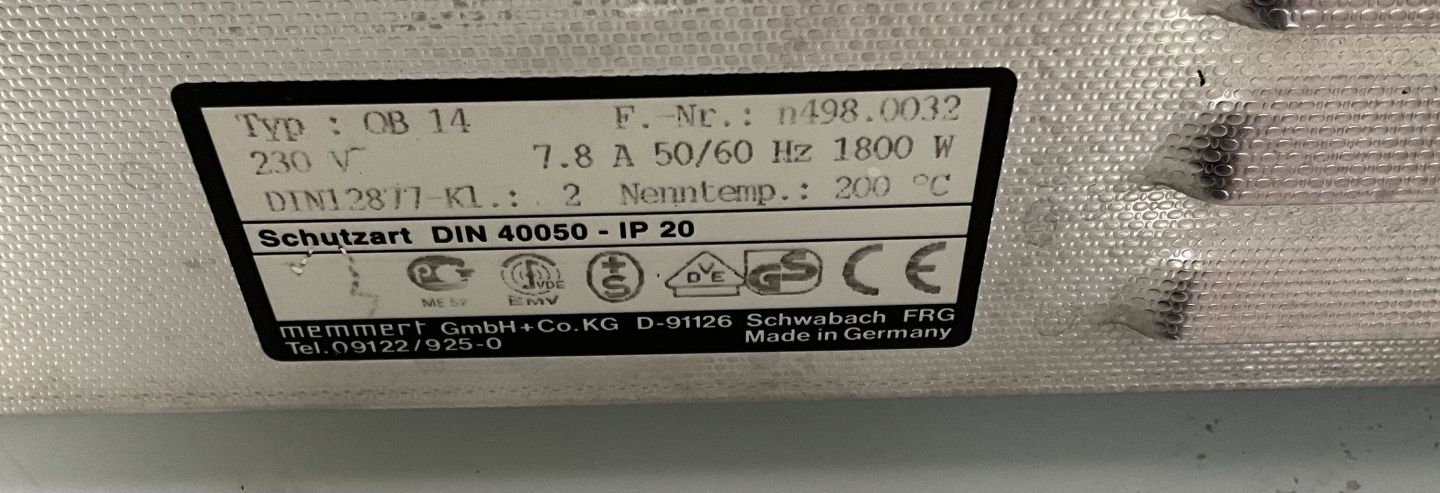 Typ : OB 14 F.-Nr.: n498.0032
230 V~ 7.8 A 50/60 Hz 1800 W
DIN12877-Kl.: 2 Nenntemp.: 200 °C
Schutzart DIN 40050 - IP 20
PCT VDE +S DVE GS CE
EMV
memmert GmbH+Co.KG D-91126 Schwabach FRG
Tel.09122/925-0 Made in Germany